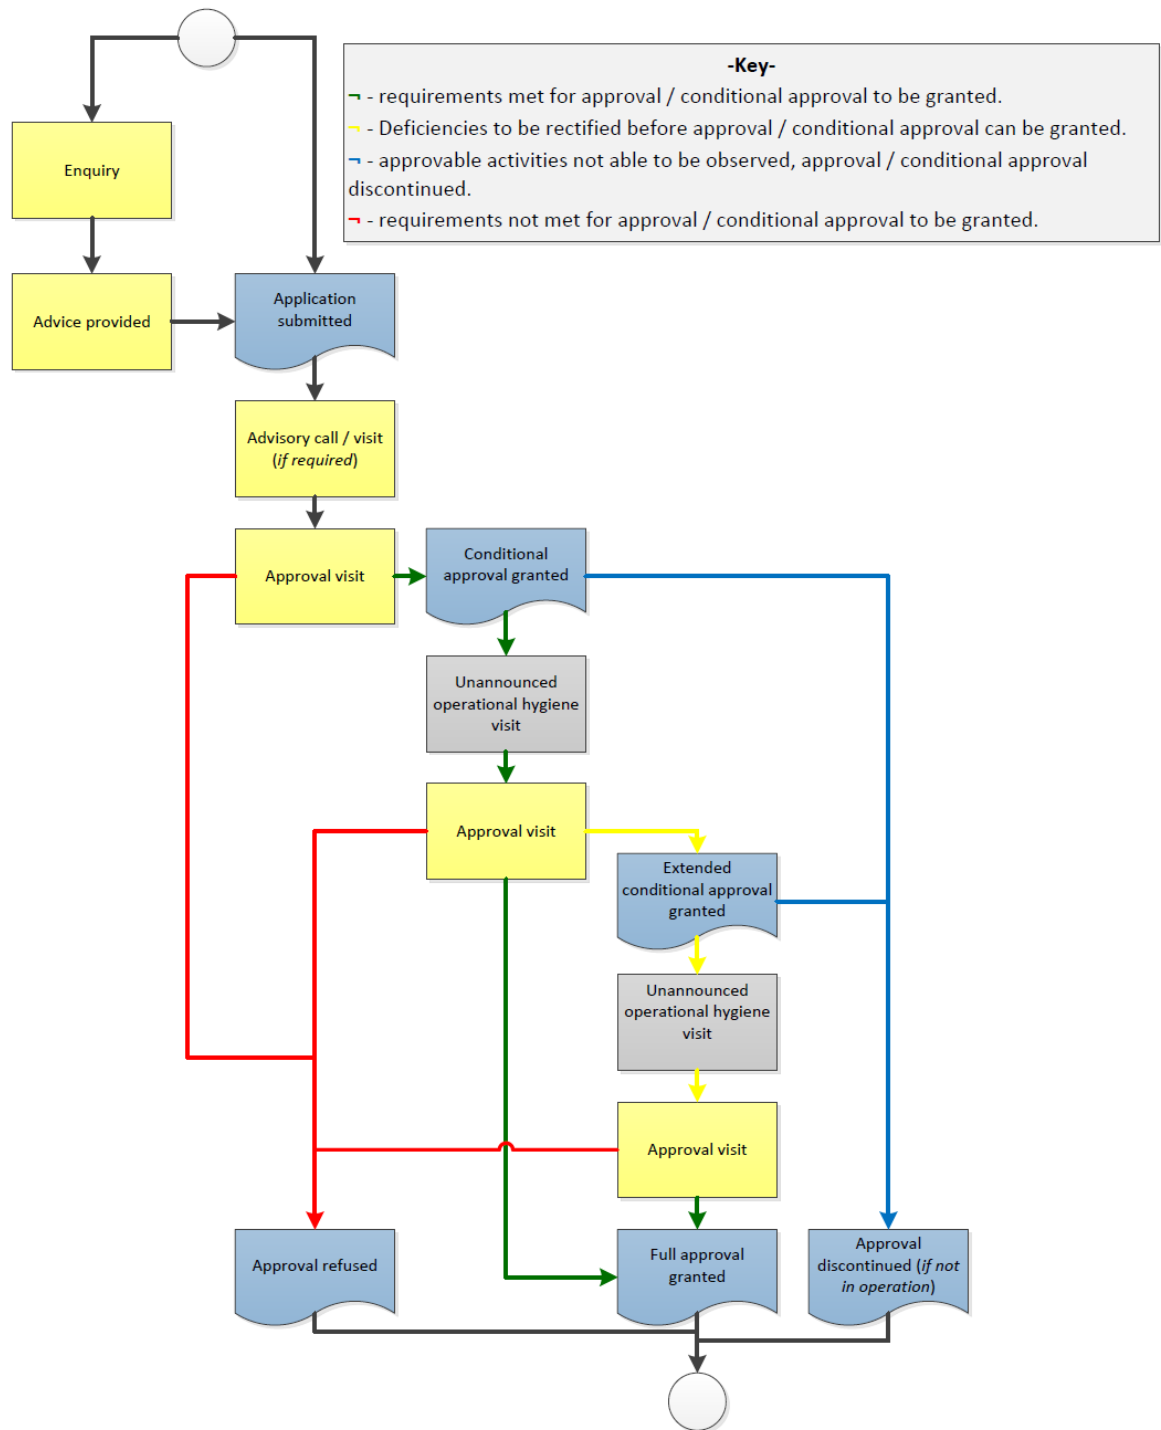 -Key-
¬ - requirements met for approval / conditional approval to be granted.
¬ - Deficiencies to be rectified before approval / conditional approval can be granted.
¬ - approvable activities not able to be observed, approval / conditional approval
discontinued.
¬ - requirements not met for approval / conditional approval to be granted.
Enquiry
Advice provided
Application
submitted
Advisory call / visit
(if required)
Approval visit
Conditional
approval granted
Unannounced
operational hygiene
visit
Approval visit
Extended
conditional approval
granted
Unannounced
operational hygiene
visit
Approval visit
Approval refused
Full approval
granted
Approval
discontinued (if not
in operation)